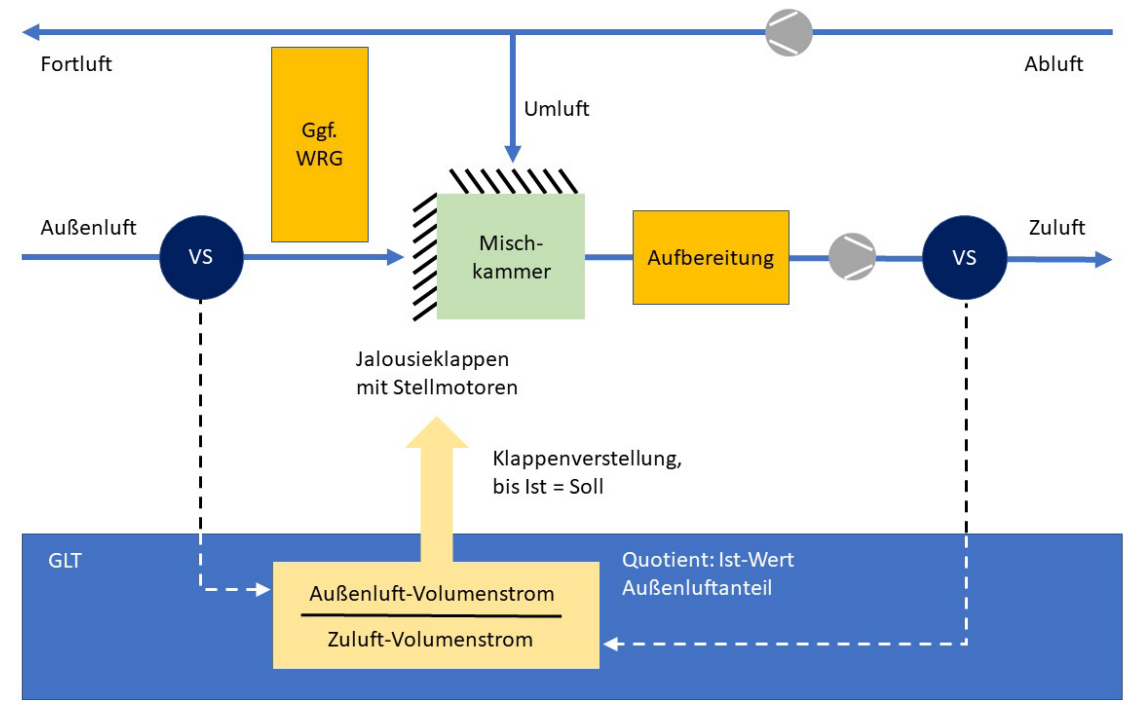 Fortluft
Abluft
Ggf.
WRG
Umluft
Außenluft
VS
Misch-
kammer
Aufbereitung
VS
Zuluft
Jalousieklappen
mit Stellmotoren
Klappenverstellung,
bis Ist = Soll
GLT
Quotient: Ist-Wert
Außenluftanteil
Außenluft-Volumenstrom
Zuluft-Volumenstrom